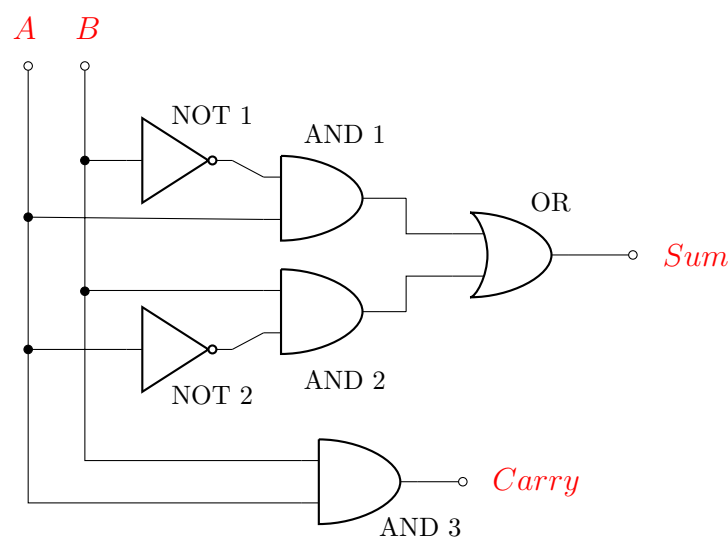 A B
NOT 1
AND 1
OR
Sum
AND 2
NOT 2
Carry
AND 3